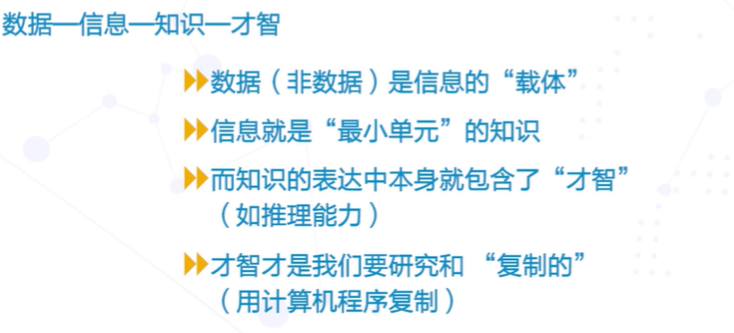 数据—信息—知识—才智
数据（非数据）是信息的“载体”
信息就是“最小单元”的知识
而知识的表达中本身就包含了“才智”
（如推理能力）
才智才是我们要研究和 “复制的”
（用计算机程序复制）